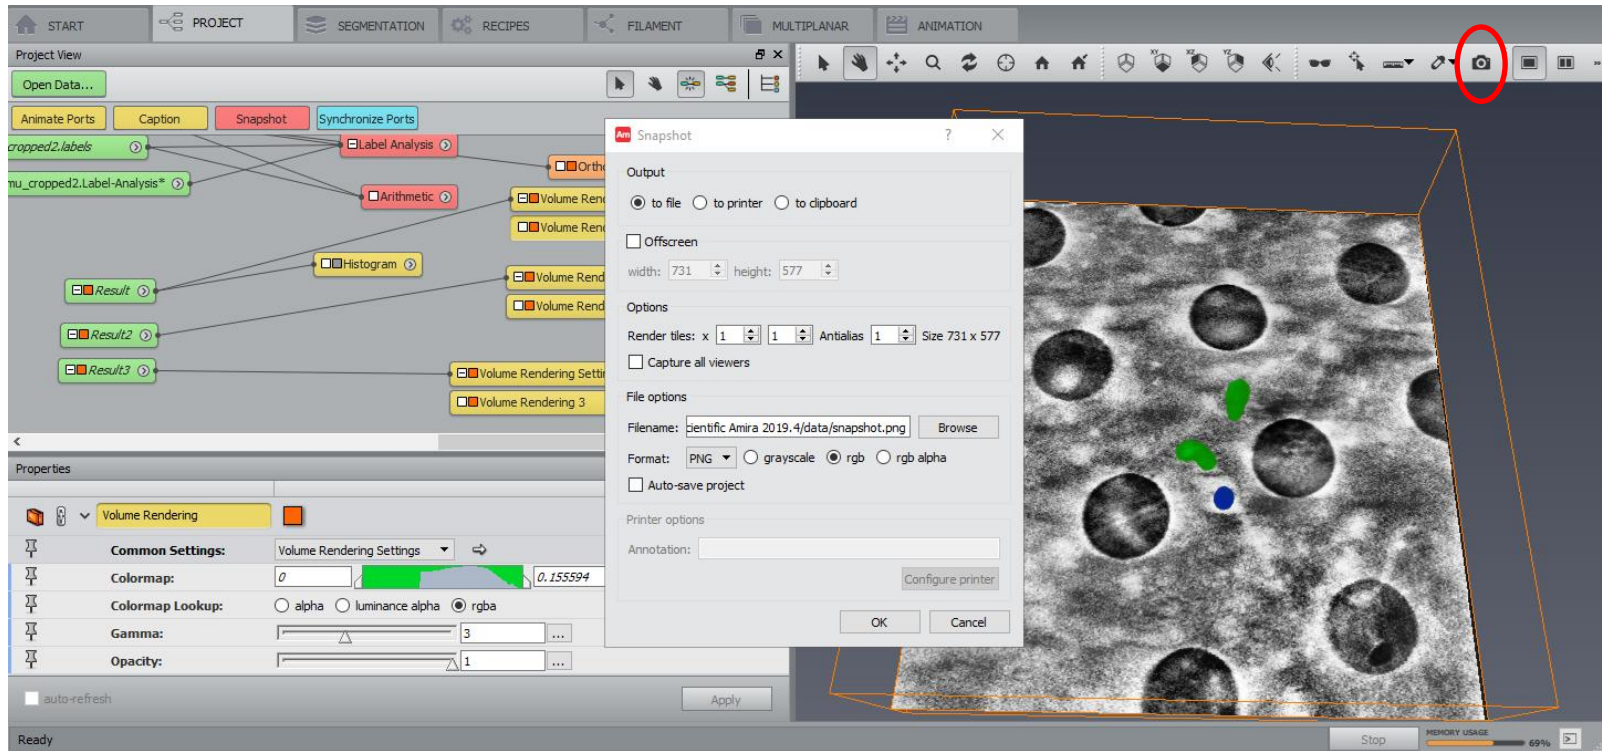 START
PROJECT
SEGMENTATION
RECIPES
FILAMENT
MULTIPLANAR
ANIMATION
Project View
Open Data...
Animate Ports
Caption
Snapshot
Synchronize Ports
cropped2.labels
Label Analysis
Ortho
mu_cropped2.Label-Analysis*
Arithmetic
Volume Rend
Volume Rend
Histogram
Volume Rend
Result
Volume Rend
Result2
Result3
Volume Rendering Settin
Volume Rendering 3
Properties
Volume Rendering
Common Settings: Volume Rendering Settings
Colormap: 0 0.155594
Colormap Lookup: alpha luminance alpha rgba
Gamma: 3 ...
Opacity: 1 ...
auto-refresh
Apply
Am Snapshot ?
Output
to file to printer to clipboard
Offscreen
width: 731 height: 577
Options
Render tiles: x 1 1 Antialias 1 Size 731 x 577
Capture all viewers
File options
Filename: cientific Amira 2019.4/data/snapshot.png Browse
Format: PNG grayscale rgb rgb alpha
Auto-save project
Printer options
Annotation:
Configure printer
OK Cancel
XY XZ YZ
Ready
Stop
MEMORY USAGE
69%